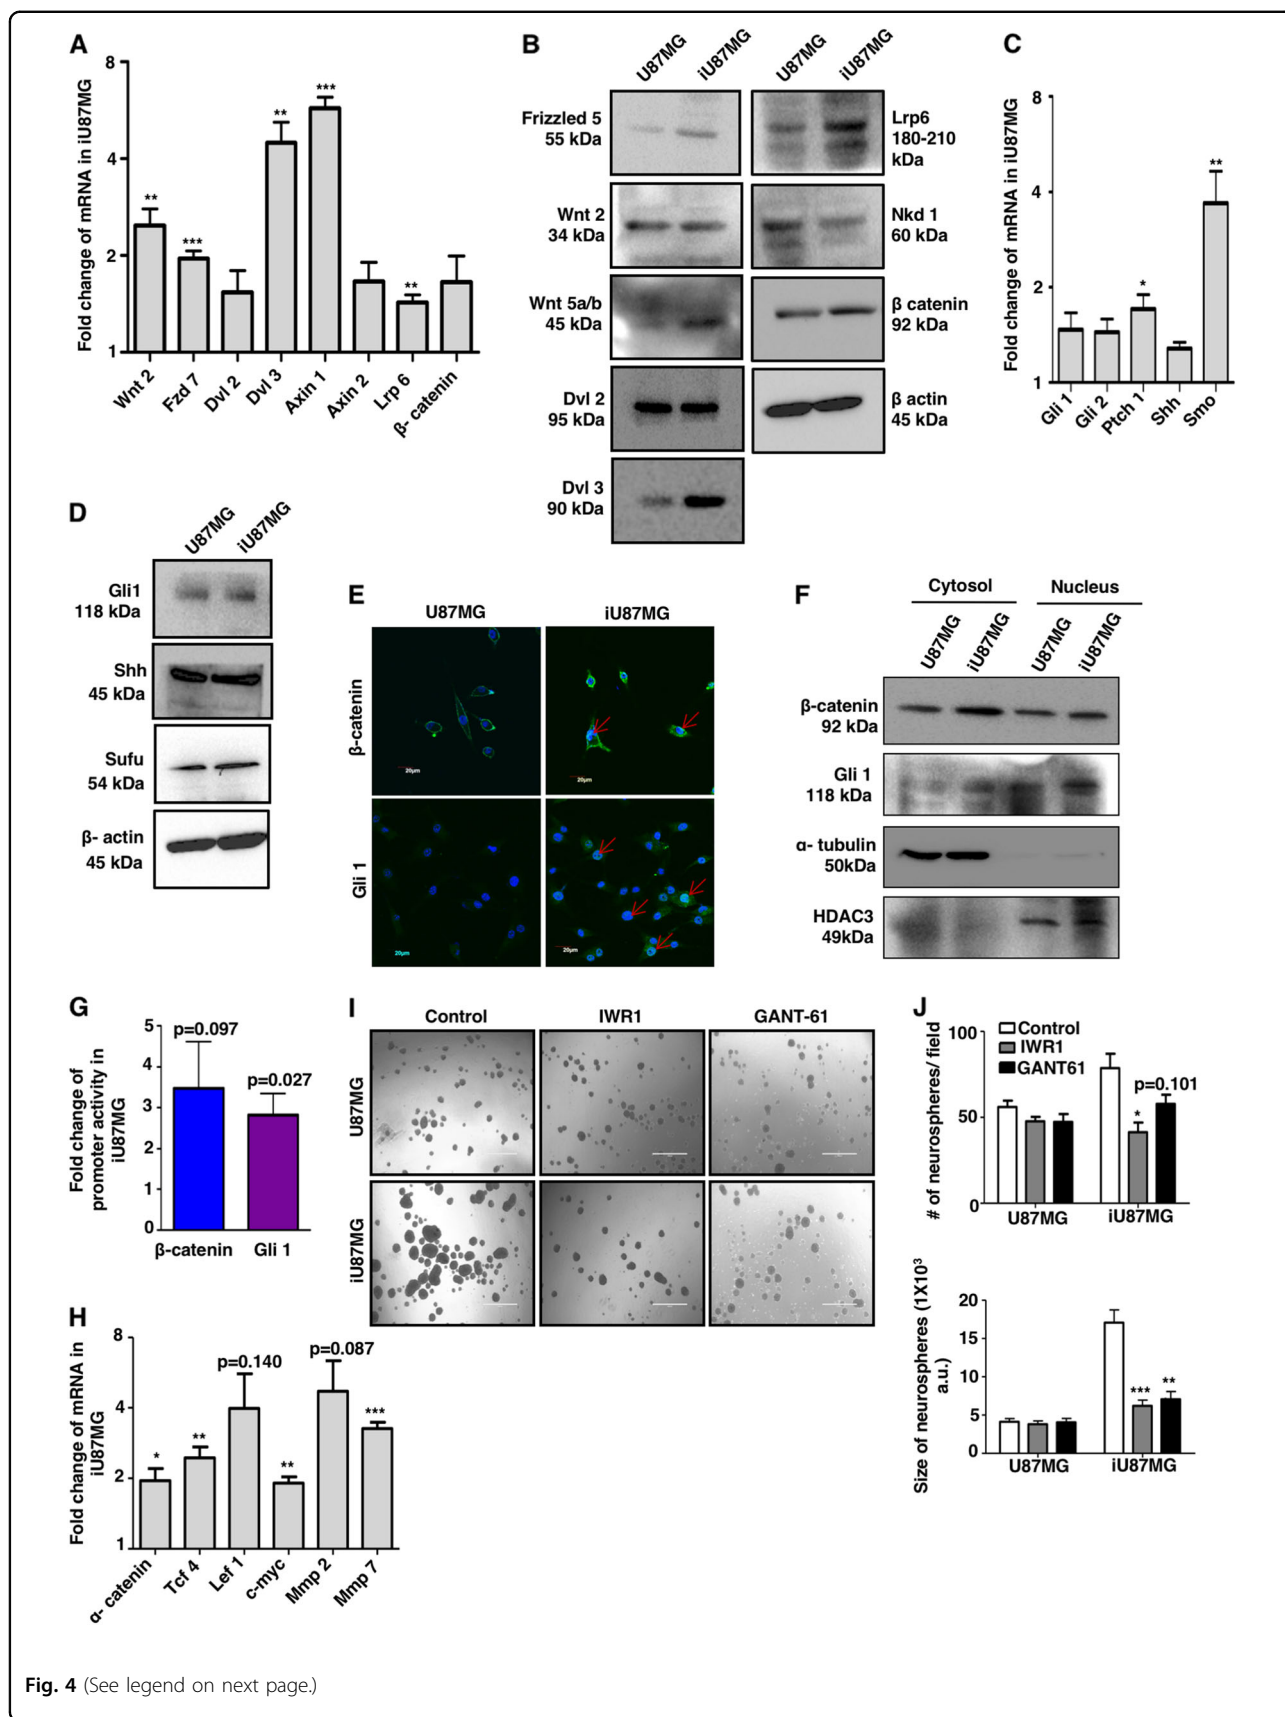 A
Fold change of mRNA in iU87MG
8
4
2
1
**
***
**
***
**
Wnt 2
Fzd 7
Dvl 2
Dvl 3
Axin 1
Axin 2
Lrp 6
β- catenin
B
U87MG
iU87MG
U87MG
iU87MG
Frizzled 5
55 kDa
Wnt 2
34 kDa
Wnt 5a/b
45 kDa
Dvl 2
95 kDa
Dvl 3
90 kDa
Lrp6
180-210
kDa
Nkd 1
60 kDa
β catenin
92 kDa
β actin
45 kDa
C
Fold change of mRNA in iU87MG
8
4
2
1
*
**
Gli 1
Gli 2
Ptch 1
Shh
Smo
D
U87MG
iU87MG
Gli1
118 kDa
Shh
45 kDa
Sufu
54 kDa
β- actin
45 kDa
E
U87MG
iU87MG
β-catenin
Gli 1
20μm
20μm
20μm
20μm
F
Cytosol
Nucleus
U87MG
iU87MG
U87MG
iU87MG
β-catenin
92 kDa
Gli 1
118 kDa
α- tubulin
50kDa
HDAC3
49kDa
G
Fold change of
promoter activity in
iU87MG
5
4
3
2
1
0
p=0.097
p=0.027
β-catenin
Gli 1
H
Fold change of mRNA in
iU87MG
8
4
2
1
*
**
p=0.140
**
p=0.087
***
α- catenin
Tcf 4
Lef 1
c-myc
Mmp 2
Mmp 7
I
Control
IWR1
GANT-61
U87MG
iU87MG
J
# of neurospheres/ field
100
50
0
Control
IWR1
GANT61
*
p=0.101
U87MG
iU87MG
Size of neurospheres (1X10³
a.u.)
20
15
10
5
0
***
**
U87MG
iU87MG
Fig. 4 (See legend on next page.)